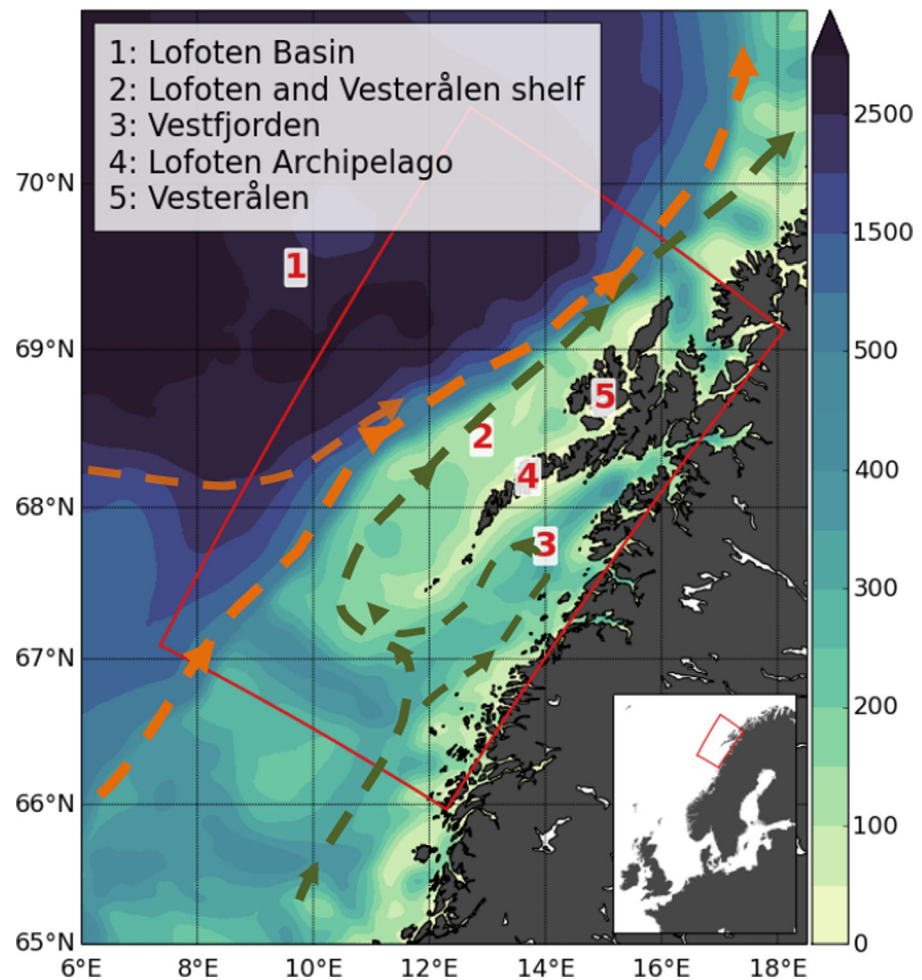 1: Lofoten Basin
2: Lofoten and Vesterålen shelf
3: Vestfjorden
4: Lofoten Archipelago
5: Vesterålen
70°N
69°N
68°N
67°N
66°N
65°N
1
2
3
4
5
6°E
8°E
10°E
12°E
14°E
16°E
18°E
2500
1500
500
400
300
200
100
0